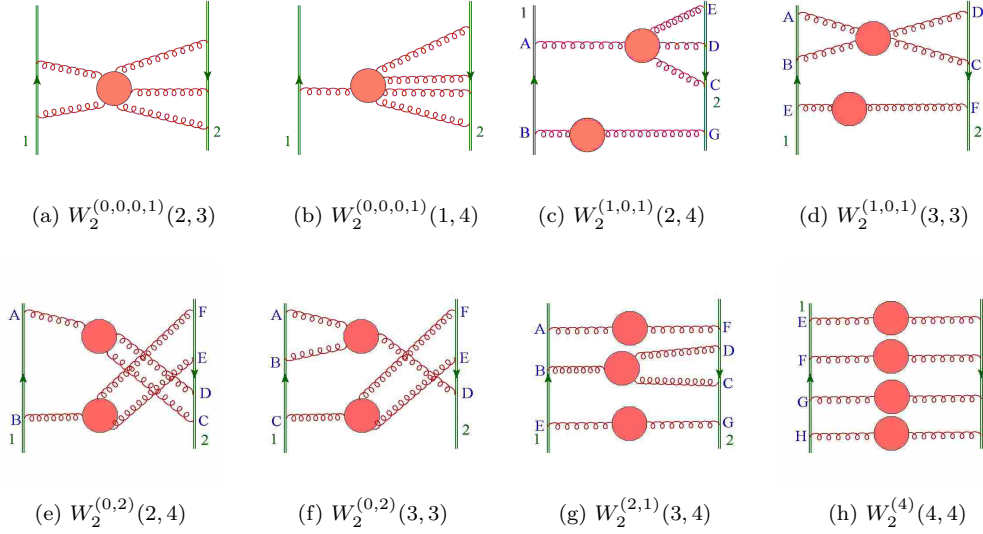 1
2
2
1
A
B
E
D
C
2
G
A
B
E
1
D
C
F
2
(a) $W_2^{(0,0,0,1)}(2,3)$
(b) $W_2^{(0,0,0,1)}(1,4)$
(c) $W_2^{(1,0,1)}(2,4)$
(d) $W_2^{(1,0,1)}(3,3)$
A
B
1
F
E
D
C
2
A
B
C
1
F
E
D
2
A
B
E
1
F
D
C
G
2
1
E
F
G
H
(e) $W_2^{(0,2)}(2,4)$
(f) $W_2^{(0,2)}(3,3)$
(g) $W_2^{(2,1)}(3,4)$
(h) $W_2^{(4)}(4,4)$